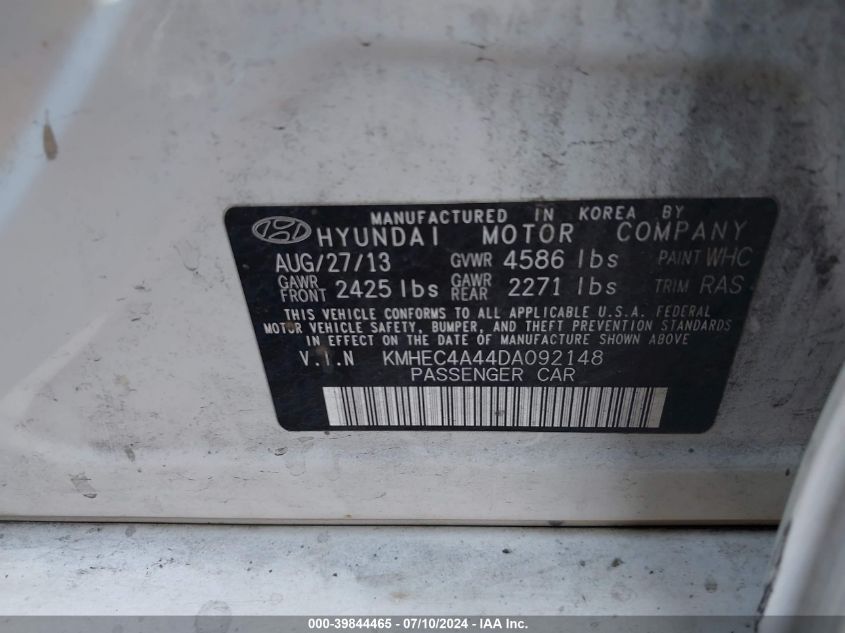 MANUFACTURED IN KOREA BY
HYUNDAI MOTOR COMPANY
AUG/27/13 GVWR 4586 lbs PAINT WHC
GAWR FRONT 2425 lbs GAWR REAR 2271 lbs TRIM RAS
THIS VEHICLE CONFORMS TO ALL APPLICABLE U.S.A. FEDERAL
MOTOR VEHICLE SAFETY, BUMPER, AND THEFT PREVENTION STANDARDS
IN EFFECT ON THE DATE OF MANUFACTURE SHOWN ABOVE
V.I.N KMHEC4A44DA092148
PASSENGER CAR
000-39844465 - 07/10/2024 - IAA Inc.